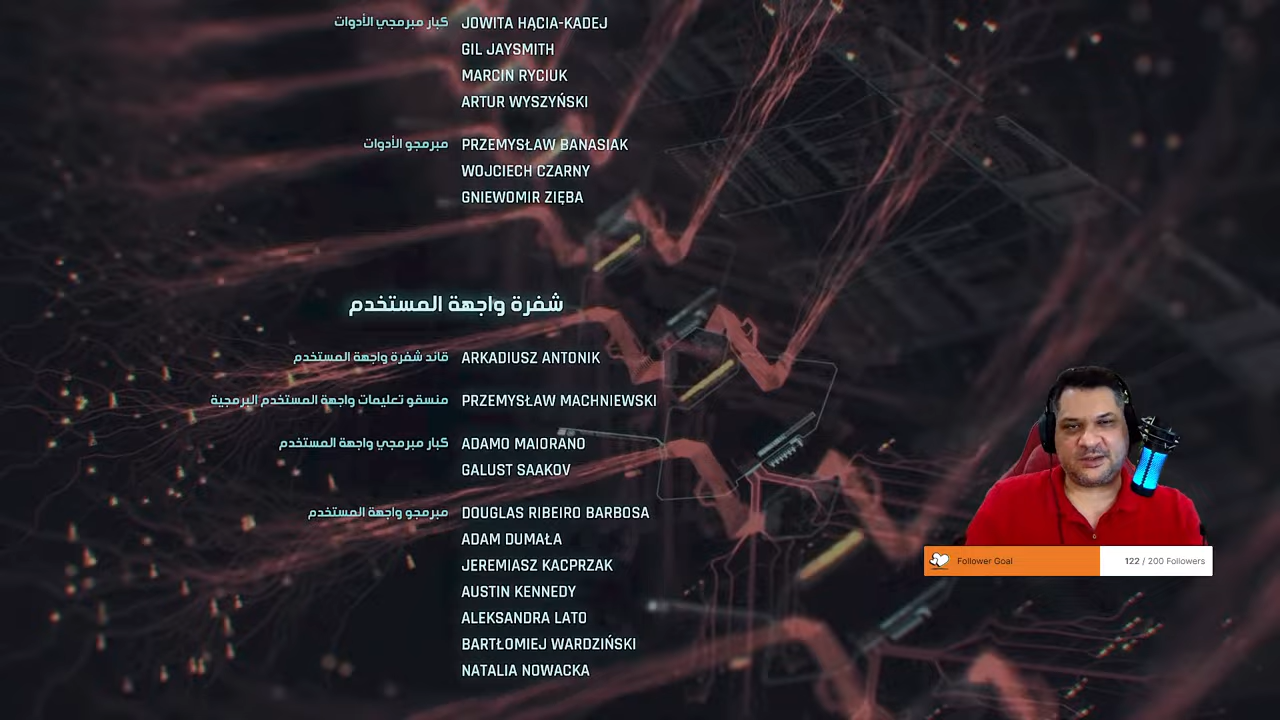 كبار مبرمجي الأدوات JOWITA HĄCIA-KADEJ
GIL JAYSMITH
MARCIN RYCIUK
ARTUR WYSZYŃSKI
مبرمجو الأدوات PRZEMYSŁAW BANASIAK
WOJCIECH CZARNY
GNIEWOMIR ZIĘBA
شفرة واجهة المستخدم
قائد شفرة واجهة المستخدم ARKADIUSZ ANTONIK
منسقو تعليمات واجهة المستخدم البرمجية PRZEMYSŁAW MACHNIEWSKI
كبار مبرمجي واجهة المستخدم ADAMO MAIORANO
GALUST SAAKOV
مبرمجو واجهة المستخدم DOUGLAS RIBEIRO BARBOSA
ADAM DUMAŁA
JEREMIASZ KACPRZAK
AUSTIN KENNEDY
ALEKSANDRA LATO
BARTŁOMIEJ WARDZIŃSKI
NATALIA NOWACKA
Follower Goal 122 / 200 Followers